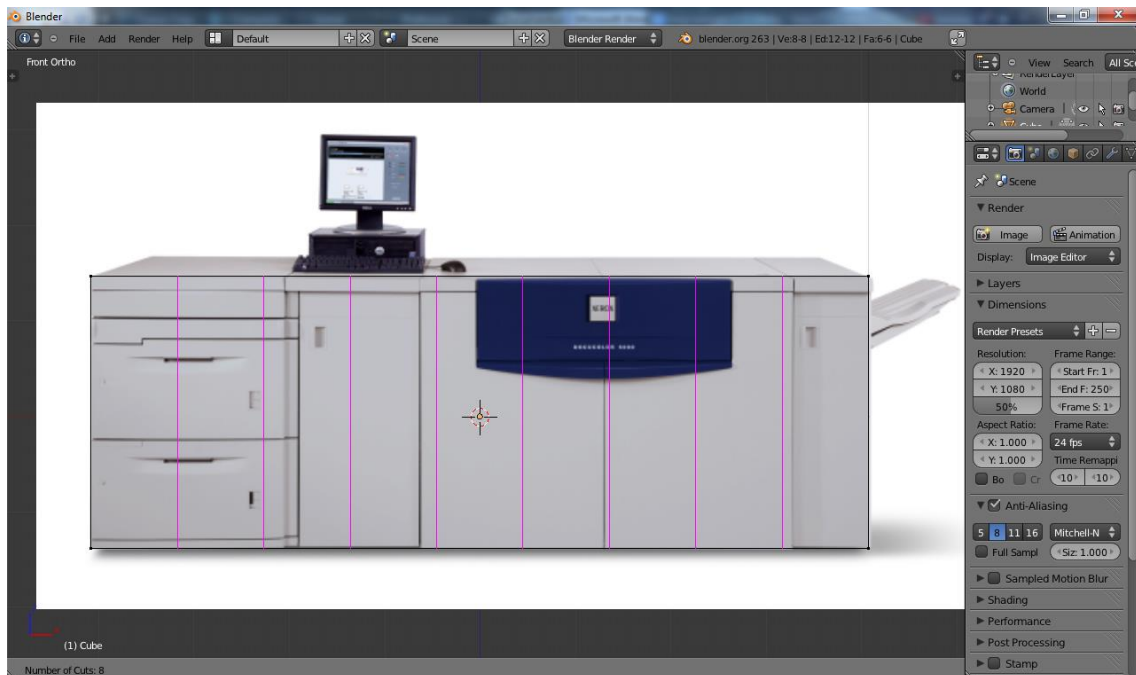 Blender
File Add Render Help Default Scene Blender Render blender.org 263 | Ve:8-8 | Ed:12-12 | Fa:6-6 | Cube
Front Ortho
View Search All Sc
RenderLayer
World
Camera
Cube
Scene
Render
Image Animation
Display: Image Editor
Layers
Dimensions
Render Presets
Resolution: Frame Range:
X: 1920 Start Fr: 1
Y: 1080 End F: 250
50% Frame S: 1
Aspect Ratio: Frame Rate:
X: 1.000 24 fps
Y: 1.000 Time Remappi
Bo Cr 10 10
Anti-Aliasing
5 8 11 16 Mitchell-N
Full Sampl Siz: 1.000
Sampled Motion Blur
Shading
Performance
Post Processing
Stamp
(1) Cube
Number of Cuts: 8